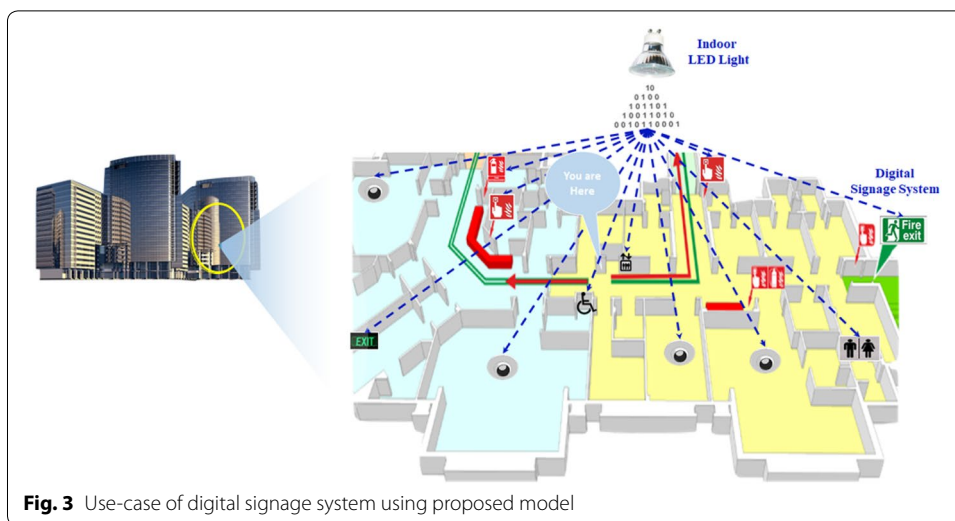 Indoor
LED Light
10
0100
101101
10011010
0010110001
You are
Here
Digital
Signage System
Fire
exit
EXIT
Fig. 3 Use-case of digital signage system using proposed model